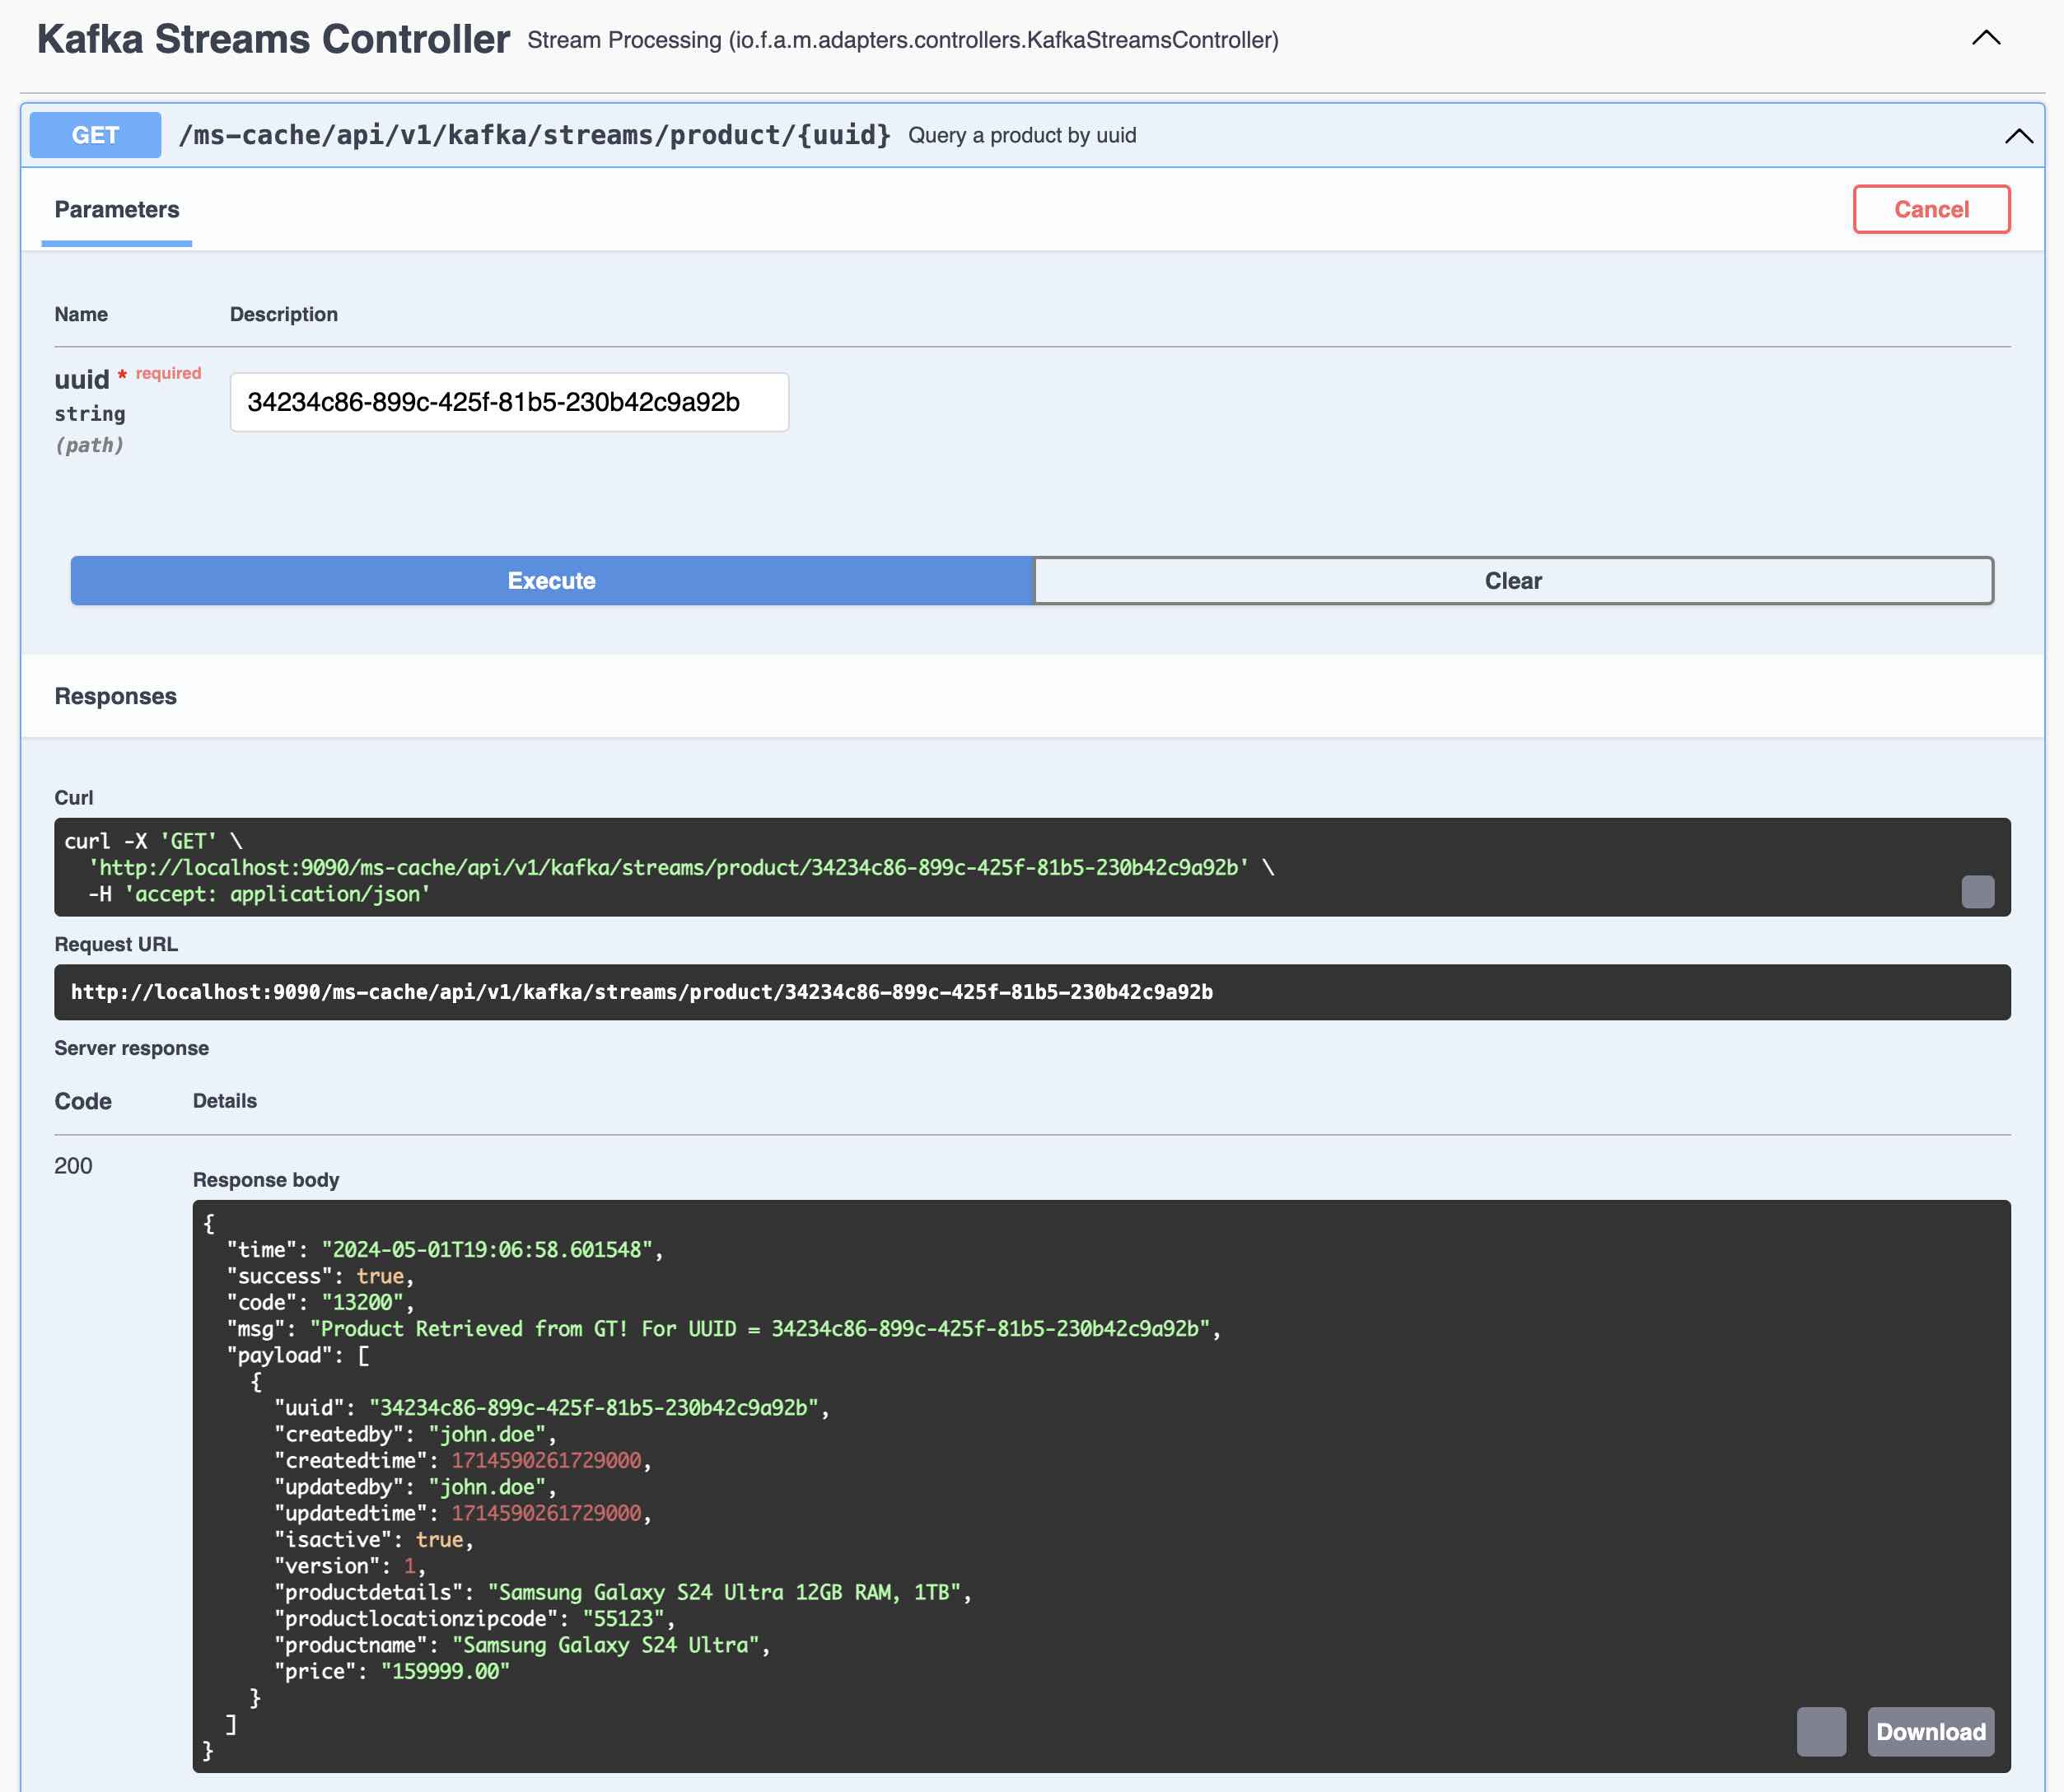 Kafka Streams Controller Stream Processing (io.f.a.m.adapters.controllers.KafkaStreamsController)
GET /ms-cache/api/v1/kafka/streams/product/{uuid} Query a product by uuid
Parameters Cancel
Name Description
uuid * required
string
(path)
34234c86-899c-425f-81b5-230b42c9a92b
Execute Clear
Responses
Curl
curl -X 'GET' \
  'http://localhost:9090/ms-cache/api/v1/kafka/streams/product/34234c86-899c-425f-81b5-230b42c9a92b' \
  -H 'accept: application/json'
Request URL
http://localhost:9090/ms-cache/api/v1/kafka/streams/product/34234c86-899c-425f-81b5-230b42c9a92b
Server response
Code Details
200
Response body
{
  "time": "2024-05-01T19:06:58.601548",
  "success": true,
  "code": "13200",
  "msg": "Product Retrieved from GT! For UUID = 34234c86-899c-425f-81b5-230b42c9a92b",
  "payload": [
    {
      "uuid": "34234c86-899c-425f-81b5-230b42c9a92b",
      "createdby": "john.doe",
      "createdtime": 1714590261729000,
      "updatedby": "john.doe",
      "updatedtime": 1714590261729000,
      "isactive": true,
      "version": 1,
      "productdetails": "Samsung Galaxy S24 Ultra 12GB RAM, 1TB",
      "productlocationzipcode": "55123",
      "productname": "Samsung Galaxy S24 Ultra",
      "price": "159999.00"
    }
  ]
}
Download